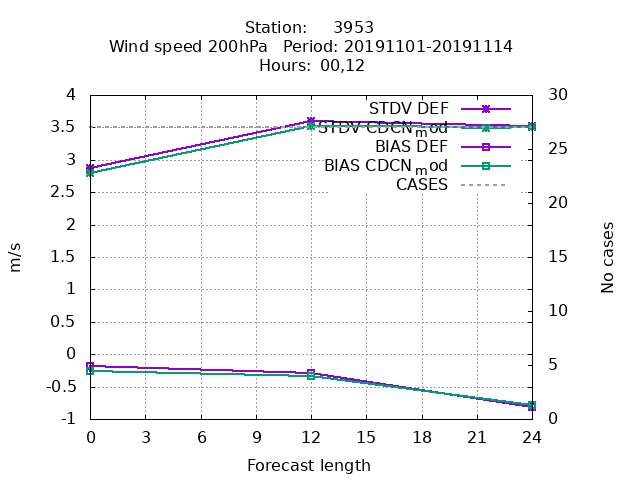 Station: 3953
Wind speed 200hPa Period: 20191101-20191114
Hours: 00,12
4
3.5
3
2.5
2
1.5
1
0.5
0
-0.5
-1
m/s
30
25
20
15
10
5
0
No cases
STDV DEF
STDV CDCNmod
BIAS DEF
BIAS CDCNmod
CASES
0 3 6 9 12 15 18 21 24
Forecast length